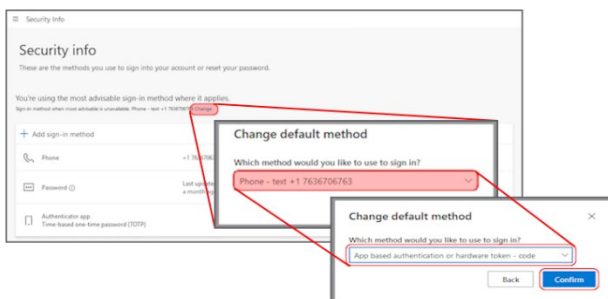 Security Info
Security info
These are the methods you use to sign into your account or reset your password.
You're using the most advisable sign-in method where it applies.
Sign-in method when most advisable is unavailable: Phone - text +1 7636706763 Change
+ Add sign-in method
Phone
+1 7636706763
Password
Last update
a month ago
Authenticator app
Time-based one-time password (TOTP)
Change default method
Which method would you like to use to sign in?
Phone - text +1 7636706763
Change default method
Which method would you like to use to sign in?
App based authentication or hardware token - code
Back
Confirm